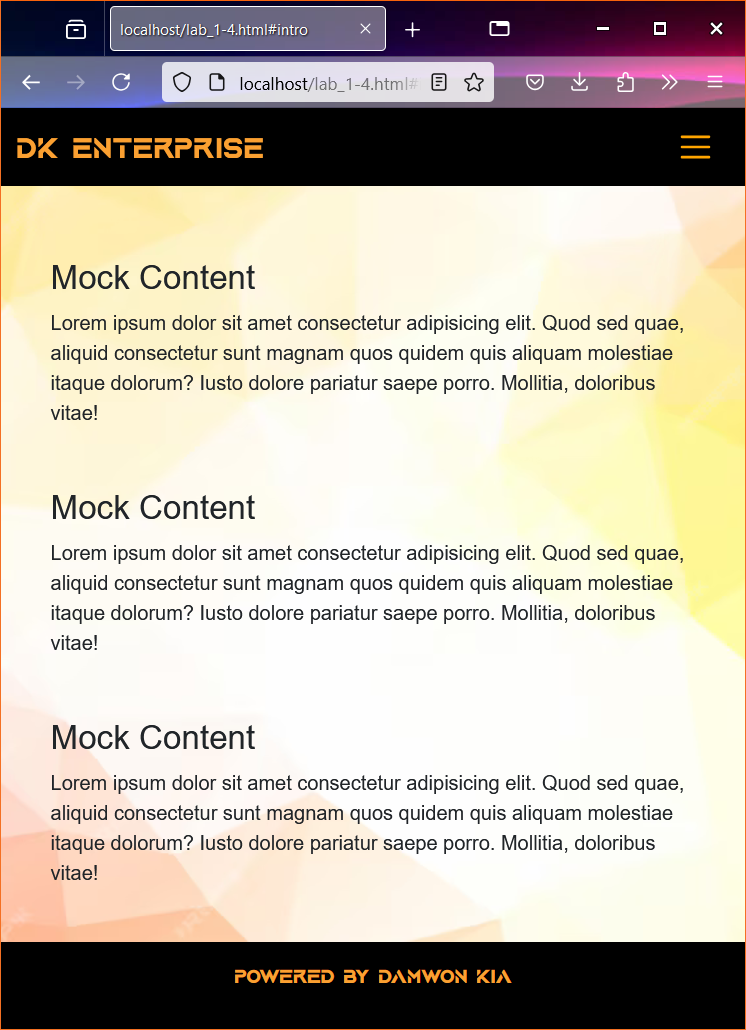 localhost/lab_1-4.html#intro
localhost/lab_1-4.html#
DK ENTERPRISE
Mock Content
Lorem ipsum dolor sit amet consectetur adipisicing elit. Quod sed quae,
aliquid consectetur sunt magnam quos quidem quis aliquam molestiae
itaque dolorum? Iusto dolore pariatur saepe porro. Mollitia, doloribus
vitae!
Mock Content
Lorem ipsum dolor sit amet consectetur adipisicing elit. Quod sed quae,
aliquid consectetur sunt magnam quos quidem quis aliquam molestiae
itaque dolorum? Iusto dolore pariatur saepe porro. Mollitia, doloribus
vitae!
Mock Content
Lorem ipsum dolor sit amet consectetur adipisicing elit. Quod sed quae,
aliquid consectetur sunt magnam quos quidem quis aliquam molestiae
itaque dolorum? Iusto dolore pariatur saepe porro. Mollitia, doloribus
vitae!
POWERED BY DAMWON KIA